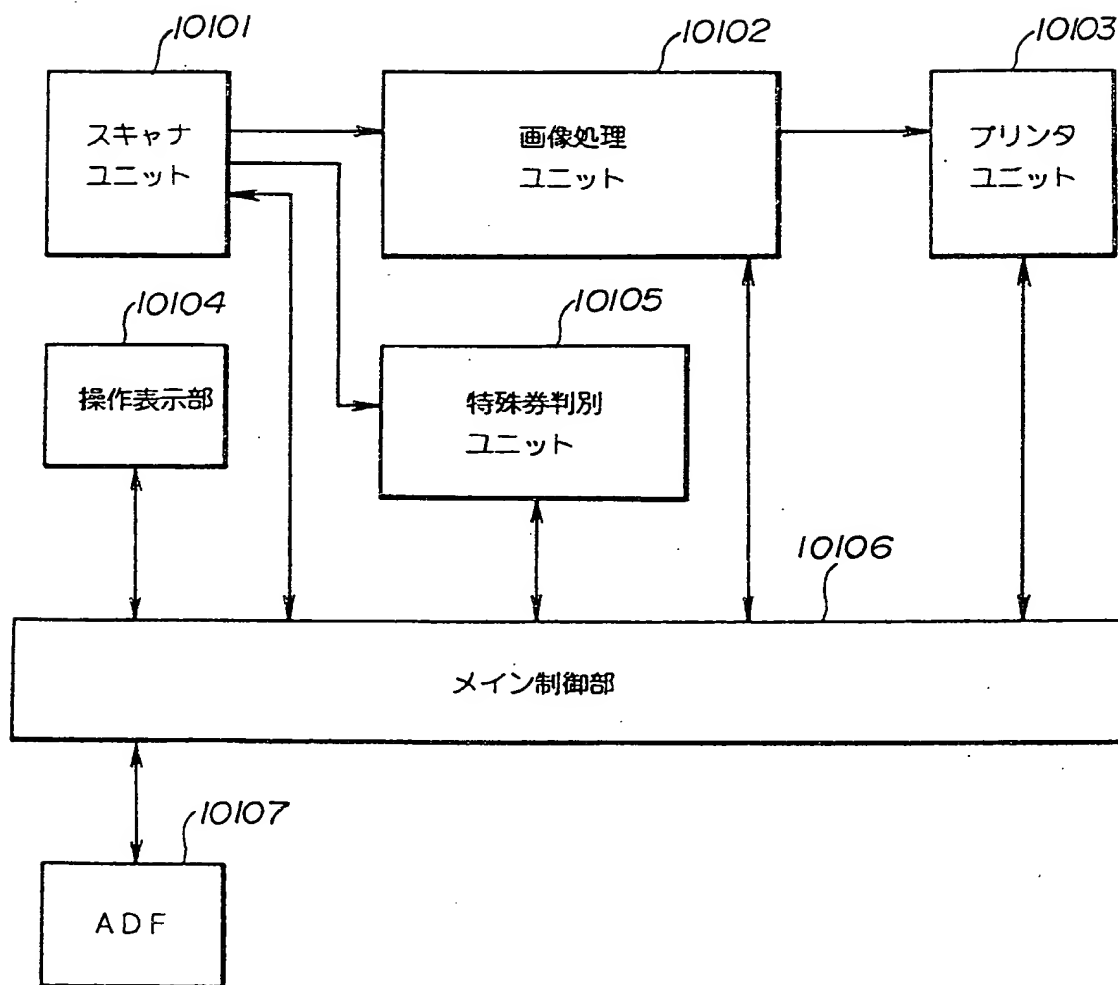 10101
10102
10103
スキャナ
ユニット
画像処理
ユニット
プリンタ
ユニット
10104
10105
操作表示部
特殊券判別
ユニット
10106
メイン制御部
10107
ADF